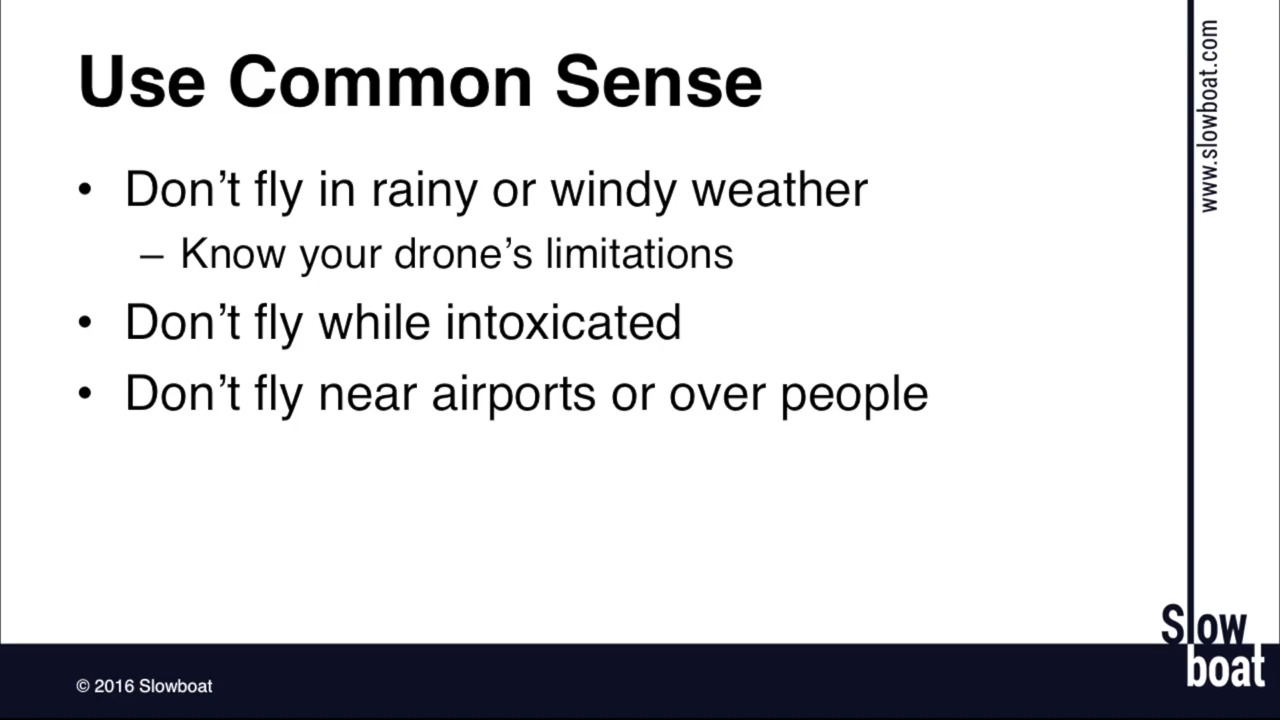 Use Common Sense
• Don’t fly in rainy or windy weather
– Know your drone’s limitations
• Don’t fly while intoxicated
• Don’t fly near airports or over people
www.slowboat.com
© 2016 Slowboat
Slow
boat